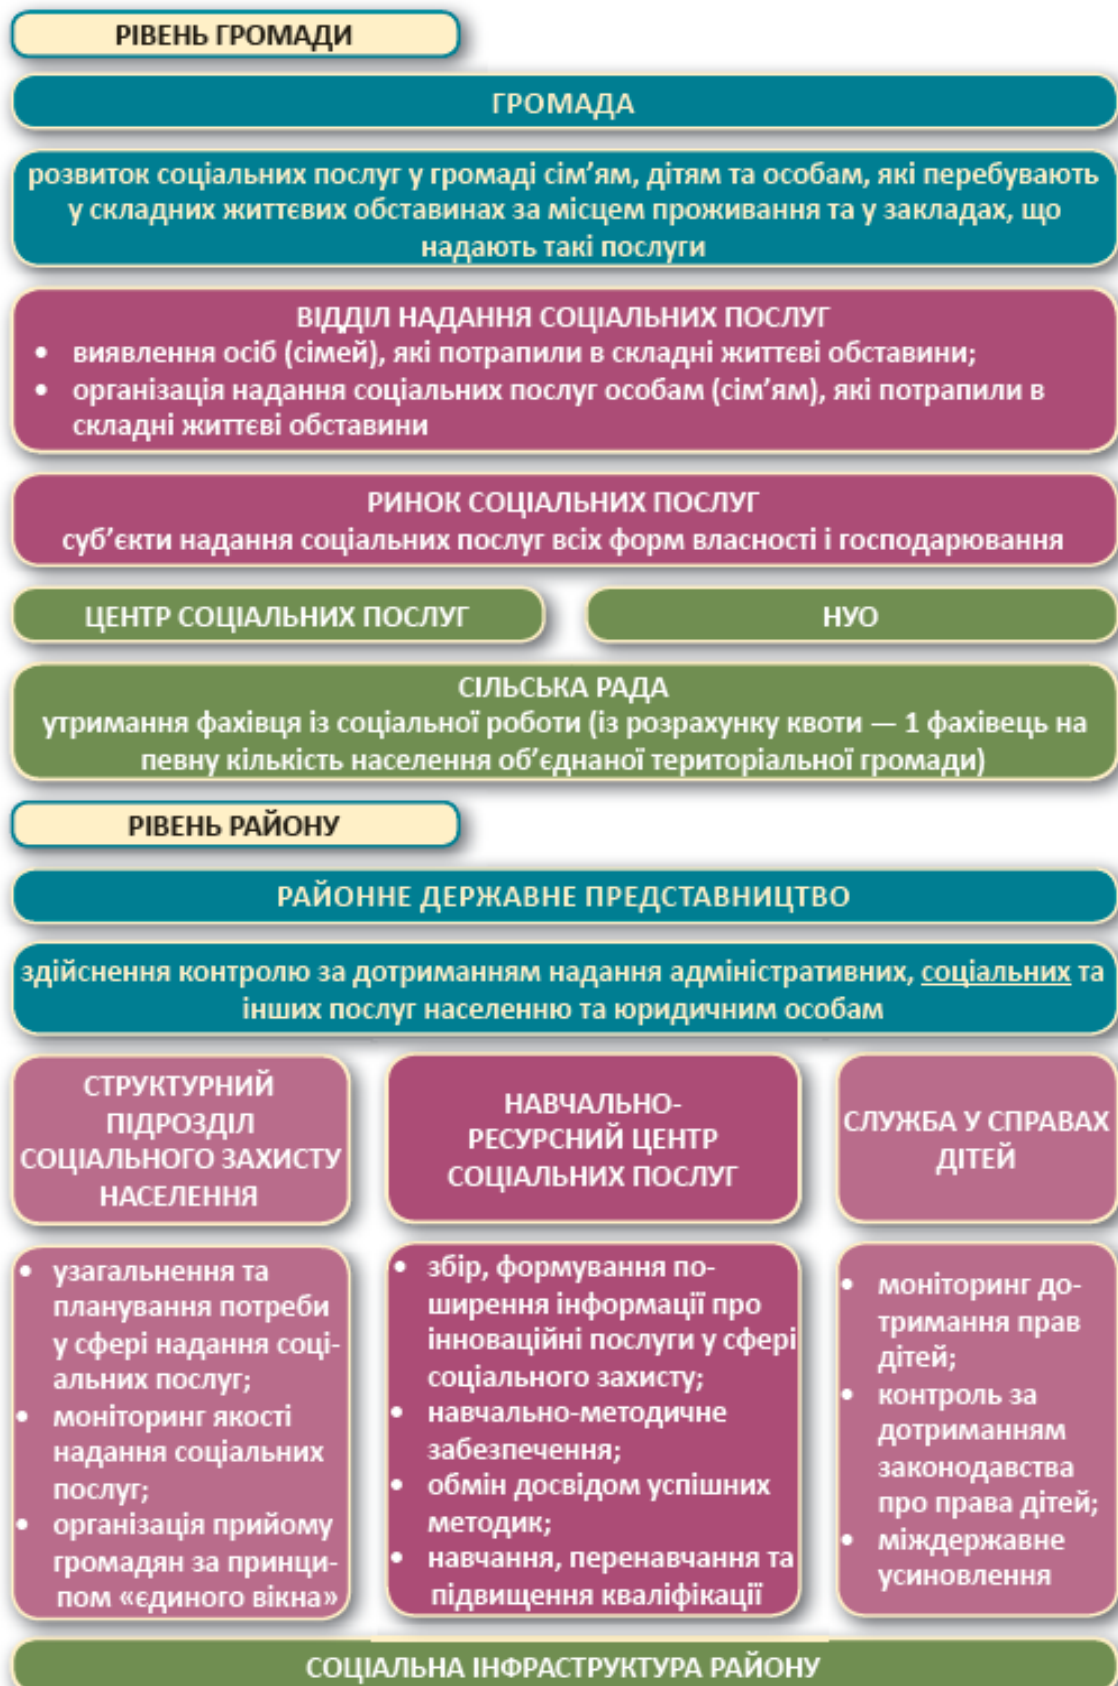 РІВЕНЬ ГРОМАДИ
ГРОМАДА
розвиток соціальних послуг у громаді сім’ям, дітям та особам, які перебувають
у складних життєвих обставинах за місцем проживання та у закладах, що
надають такі послуги
ВІДДІЛ НАДАННЯ СОЦІАЛЬНИХ ПОСЛУГ
• виявлення осіб (сімей), які потрапили в складні життєві обставини;
• організація надання соціальних послуг особам (сім’ям), які потрапили в
складні життєві обставини
РИНОК СОЦІАЛЬНИХ ПОСЛУГ
суб’єкти надання соціальних послуг всіх форм власності і господарювання
ЦЕНТР СОЦІАЛЬНИХ ПОСЛУГ
НУО
СІЛЬСЬКА РАДА
утримання фахівця із соціальної роботи (із розрахунку квоти — 1 фахівець на
певну кількість населення об’єднаної територіальної громади)
РІВЕНЬ РАЙОНУ
РАЙОННЕ ДЕРЖАВНЕ ПРЕДСТАВНИЦТВО
здійснення контролю за дотриманням надання адміністративних, соціальних та
інших послуг населенню та юридичним особам
СТРУКТУРНИЙ
ПІДРОЗДІЛ
СОЦІАЛЬНОГО ЗАХИСТУ
НАСЕЛЕННЯ
• узагальнення та
планування потреби
у сфері надання соці-
альних послуг;
• моніторинг якості
надання соціальних
послуг;
• організація прийому
громадян за принци-
пом «єдиного вікна»
НАВЧАЛЬНО-
РЕСУРСНИЙ ЦЕНТР
СОЦІАЛЬНИХ ПОСЛУГ
• збір, формування по-
ширення інформації про
інноваційні послуги у сфері
соціального захисту;
• навчально-методичне
забезпечення;
• обмін досвідом успішних
методик;
• навчання, перенавчання та
підвищення кваліфікації
СЛУЖБА У СПРАВАХ
ДІТЕЙ
• моніторинг до-
тримання прав
дітей;
• контроль за
дотриманням
законодавства
про права дітей;
• міждержавне
усиновлення
СОЦІАЛЬНА ІНФРАСТРУКТУРА РАЙОНУ